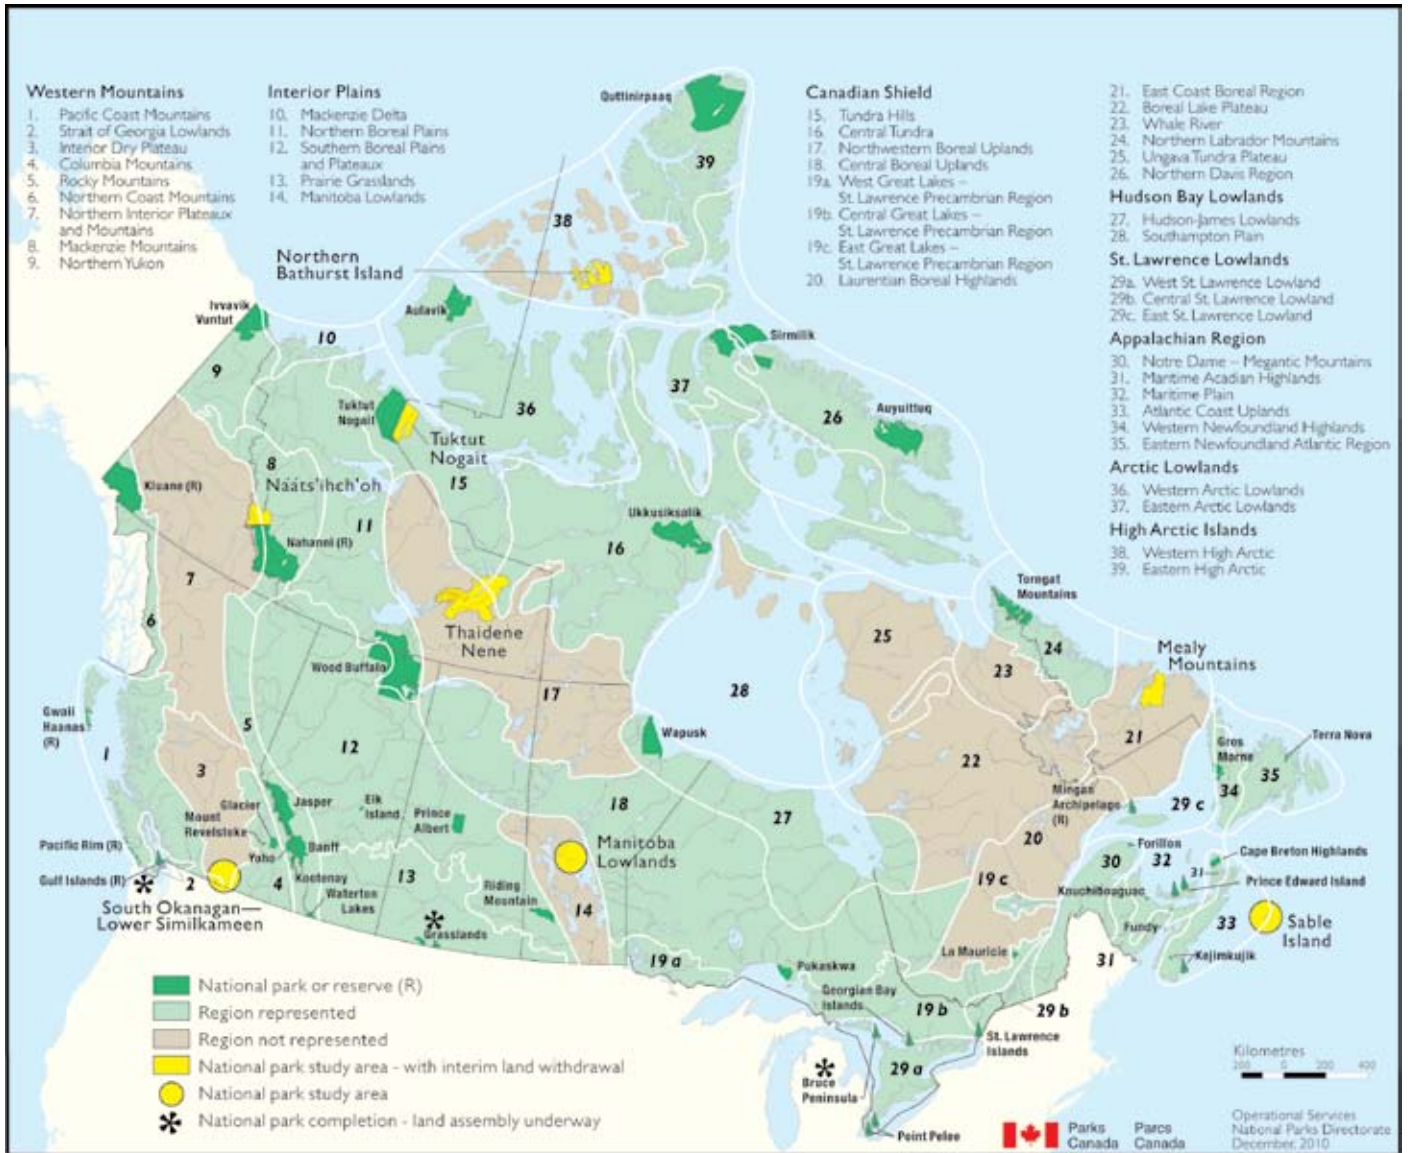 Western Mountains
1. Pacific Coast Mountains
2. Strait of Georgia Lowlands
3. Interior Dry Plateau
4. Columbia Mountains
5. Rocky Mountains
6. Northern Coast Mountains
7. Northern Interior Plateaux
and Mountains
8. Mackenzie Mountains
9. Northern Yukon
Interior Plains
10. Mackenzie Delta
11. Northern Boreal Plains
12. Southern Boreal Plains
and Plateaux
13. Prairie Grasslands
14. Manitoba Lowlands
Canadian Shield
15. Tundra Hills
16. Central Tundra
17. Northwestern Boreal Uplands
18. Central Boreal Uplands
19a. West Great Lakes –
St. Lawrence Precambrian Region
19b. Central Great Lakes –
St. Lawrence Precambrian Region
19c. East Great Lakes –
St. Lawrence Precambrian Region
20. Laurentian Boreal Highlands
21. East Coast Boreal Region
22. Boreal Lake Plateau
23. Whale River
24. Northern Labrador Mountains
25. Ungava Tundra Plateau
26. Northern Davis Region
Hudson Bay Lowlands
27. Hudson-James Lowlands
28. Southampton Plain
St. Lawrence Lowlands
29a. West St. Lawrence Lowland
29b. Central St. Lawrence Lowland
29c. East St. Lawrence Lowland
Appalachian Region
30. Notre Dame – Megantic Mountains
31. Maritime Acadian Highlands
32. Maritime Plain
33. Atlantic Coast Uplands
34. Western Newfoundland Highlands
35. Eastern Newfoundland Atlantic Region
Arctic Lowlands
36. Western Arctic Lowlands
37. Eastern Arctic Lowlands
High Arctic Islands
38. Western High Arctic
39. Eastern High Arctic
Quttinirpaaq
39
38
Northern
Bathurst Island
Ivvavik
Vuntut
10
Aulavik
Sirmilik
9
37
36
26
Auyuittuq
Tuktut
Nogait
Tuktut
Nogait
8
Nááts'ihch'oh
15
Kluane (R)
11
Ukkusiksalik
16
Nahanni (R)
7
6
Torngat
Mountains
Thaidene
Nene
25
24
23
Mealy
Mountains
Wood Buffalo
17
28
Gwaii
Haanas
(R)
1
5
12
Wapusk
21
22
Gros
Morne
Terra Nova
3
35
34
Glacier
Jasper
Elk
Island
Prince
Albert
18
27
Mingan
Archipelago
(R)
29 c
Mount
Revelstoke
20
Pacific Rim (R)
Yoho
Banff
Manitoba
Lowlands
Forillon
30
32
Cape Breton Highlands
Gulf Islands (R)
2
4
Kootenay
13
19 c
31
Prince Edward Island
Waterton
Lakes
Riding
Mountain
14
Kouchibouguac
South Okanagan—
Lower Similkameen
Grasslands
Fundy
33
Sable
Island
La Mauricie
31
Kejimkujik
19 a
Pukaskwa
Georgian Bay
Islands
19 b
29 b
St. Lawrence
Islands
29 a
Bruce
Peninsula
Point Pelee
National park or reserve (R)
Region represented
Region not represented
National park study area - with interim land withdrawal
National park study area
National park completion - land assembly underway
Kilometres
200 0 200 400
Parks Canada
Parcs Canada
Operational Services
National Parks Directorate
December, 2010